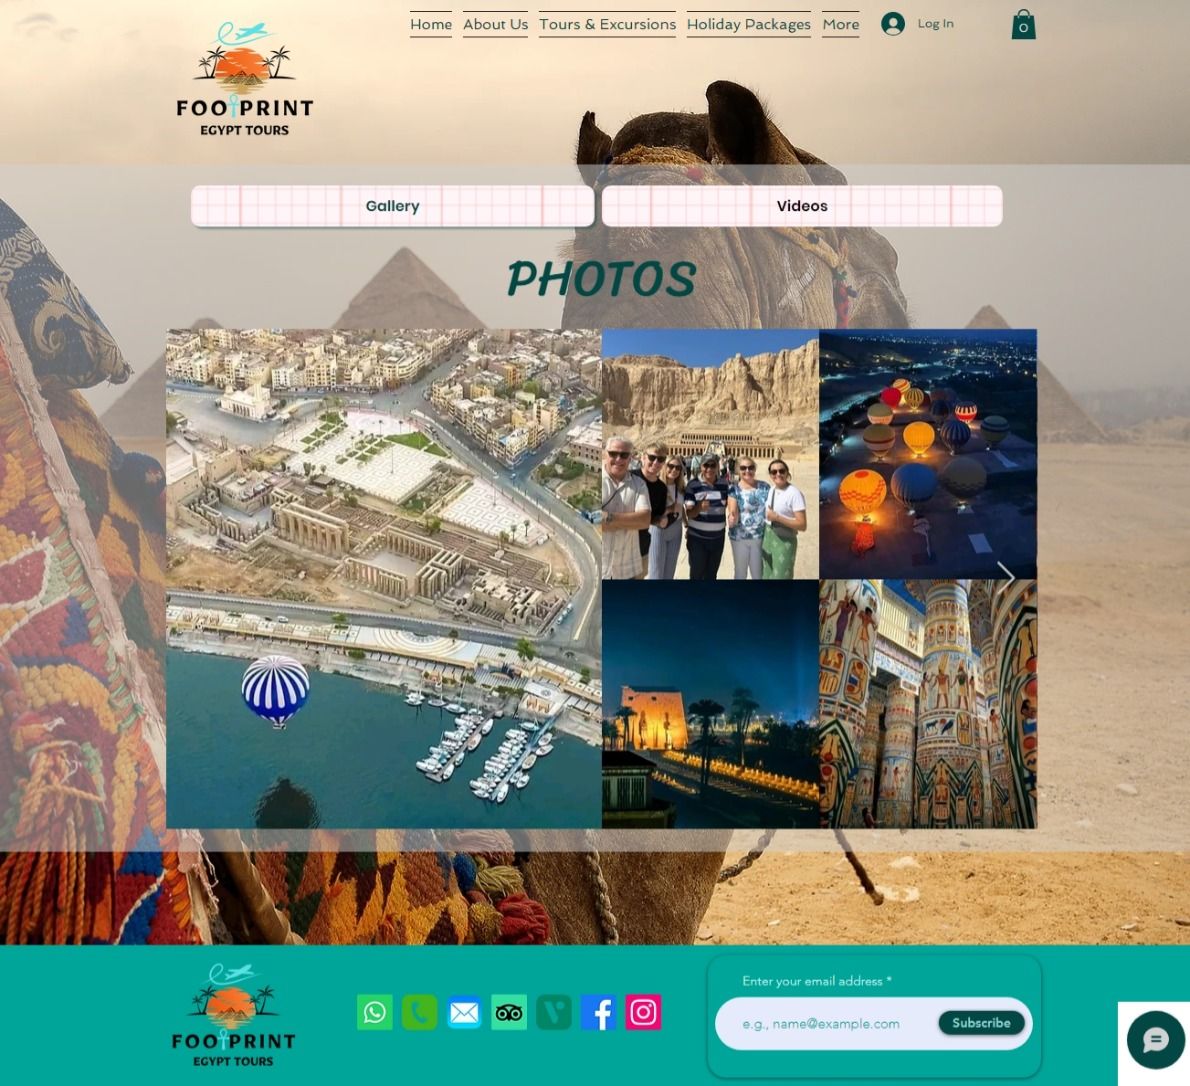 Home
About Us
Tours & Excursions
Holiday Packages
More
Log In
0
FOOTPRINT
EGYPT TOURS
Gallery
Videos
PHOTOS
FOOTPRINT
EGYPT TOURS
Enter your email address *
e.g., name@example.com
Subscribe